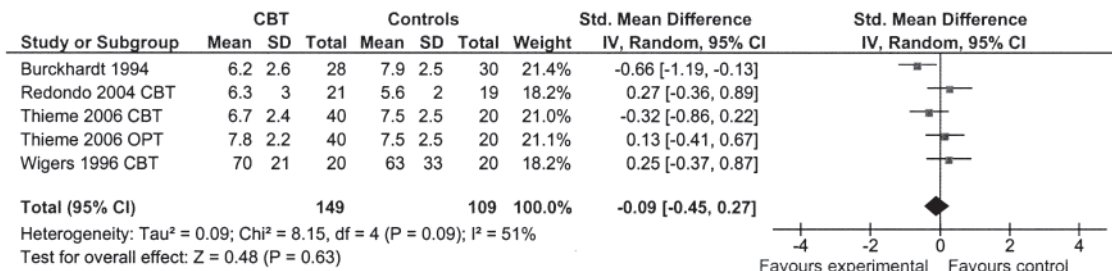 CBT Controls Std. Mean Difference Std. Mean Difference
Study or Subgroup Mean SD Total Mean SD Total Weight IV, Random, 95% CI IV, Random, 95% CI
Burckhardt 1994 6.2 2.6 28 7.9 2.5 30 21.4% -0.66 [-1.19, -0.13]
Redondo 2004 CBT 6.3 3 21 5.6 2 19 18.2% 0.27 [-0.36, 0.89]
Thieme 2006 CBT 6.7 2.4 40 7.5 2.5 20 21.0% -0.32 [-0.86, 0.22]
Thieme 2006 OPT 7.8 2.2 40 7.5 2.5 20 21.1% 0.13 [-0.41, 0.67]
Wigers 1996 CBT 70 21 20 63 33 20 18.2% 0.25 [-0.37, 0.87]
Total (95% CI) 149 109 100.0% -0.09 [-0.45, 0.27]
Heterogeneity: Tau² = 0.09; Chi² = 8.15, df = 4 (P = 0.09); I² = 51%
Test for overall effect: Z = 0.48 (P = 0.63)
-4 -2 0 2 4
Favours experimental Favours control